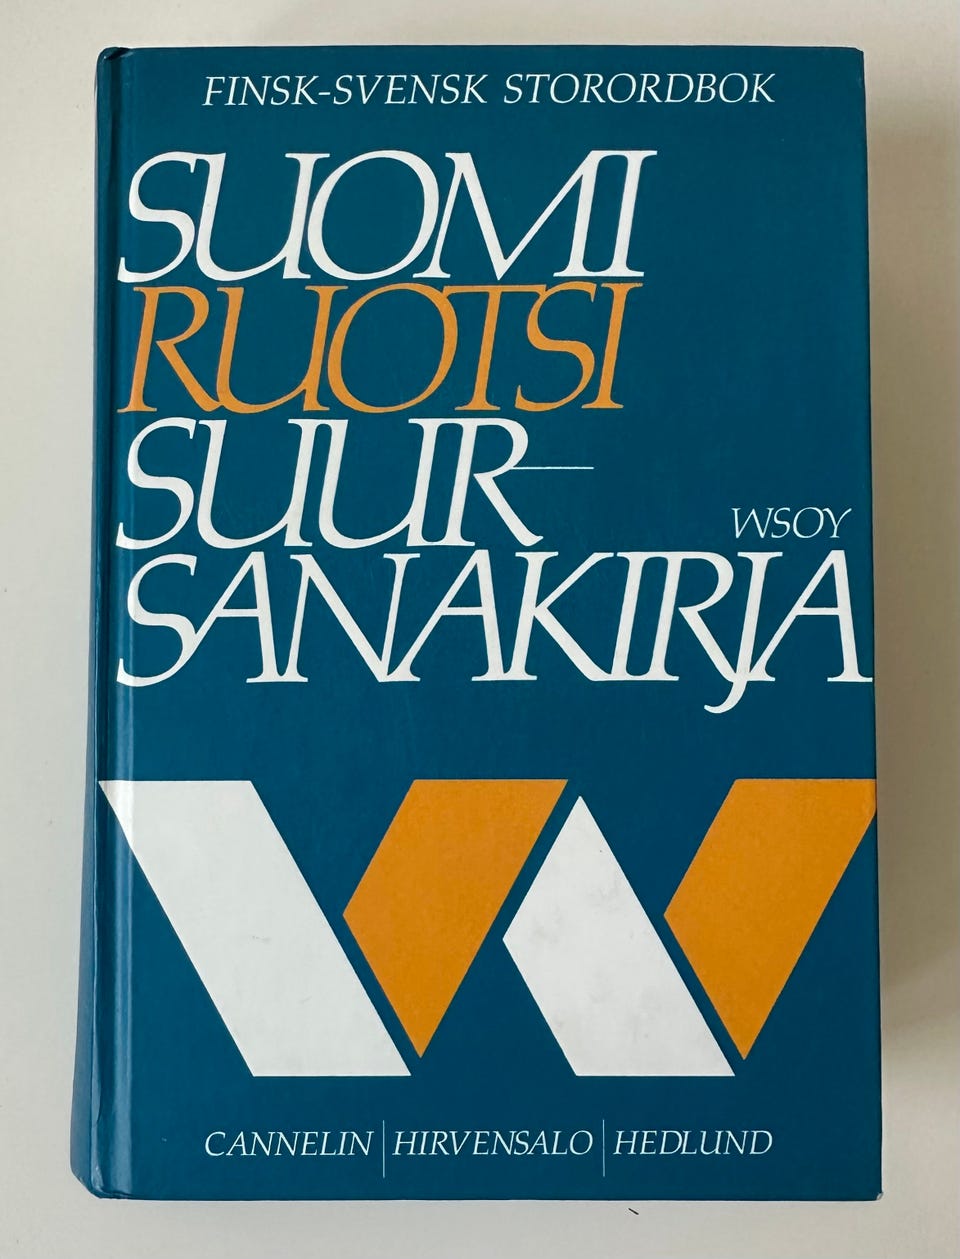 FINSK-SVENSK STORORDBOK
SUOMI
RUOTSI
SUUR-
WSOY
SANAKIRJA
CANNELIN | HIRVENSALO | HEDLUND